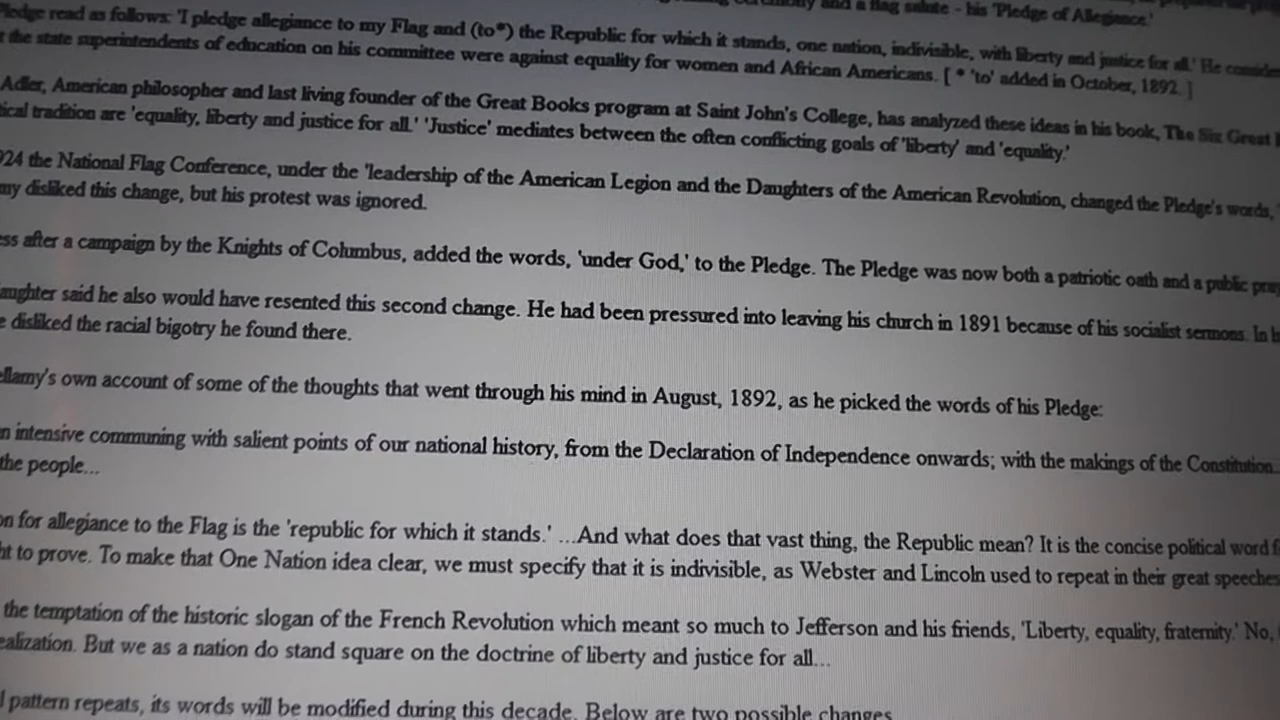 ceremony and a flag salute - his 'Pledge of Allegiance.'
Pledge read as follows: 'I pledge allegiance to my Flag and (to*) the Republic for which it stands, one nation, indivisible, with liberty and justice for all.' He
the state superintendents of education on his committee were against equality for women and African Americans. [ * 'to' added in October, 1892. ]
Adler, American philosopher and last living founder of the Great Books program at Saint John's College, has analyzed these ideas in his book, The Six Great
tical tradition are 'equality, liberty and justice for all.' 'Justice' mediates between the often conflicting goals of 'liberty' and 'equality.'
924 the National Flag Conference, under the 'leadership of the American Legion and the Daughters of the American Revolution, changed the Pledge's words,
my disliked this change, but his protest was ignored.
ess after a campaign by the Knights of Columbus, added the words, 'under God,' to the Pledge. The Pledge was now both a patriotic oath and a public
aughter said he also would have resented this second change. He had been pressured into leaving his church in 1891 because of his socialist sermons. In
disliked the racial bigotry he found there.
ellamy's own account of some of the thoughts that went through his mind in August, 1892, as he picked the words of his Pledge:
n intensive communing with salient points of our national history, from the Declaration of Independence onwards; with the makings of the Constitution...
the people...
on for allegiance to the Flag is the 'republic for which it stands.' ...And what does that vast thing, the Republic mean? It is the concise political word
ht to prove. To make that One Nation idea clear, we must specify that it is indivisible, as Webster and Lincoln used to repeat in their great speeches
the temptation of the historic slogan of the French Revolution which meant so much to Jefferson and his friends, 'Liberty, equality, fraternity.' No,
ealization. But we as a nation do stand square on the doctrine of liberty and justice for all...
l pattern repeats, its words will be modified during this decade. Below are two possible changes